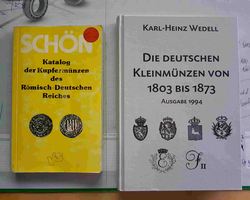 SCHÖN
Katalog
der Kupfermünzen
des
Römisch-Deutschen
Reiches
KARL-HEINZ WEDELL
DIE DEUTSCHEN
KLEINMÜNZEN VON
1803 BIS 1873
AUSGABE 1994